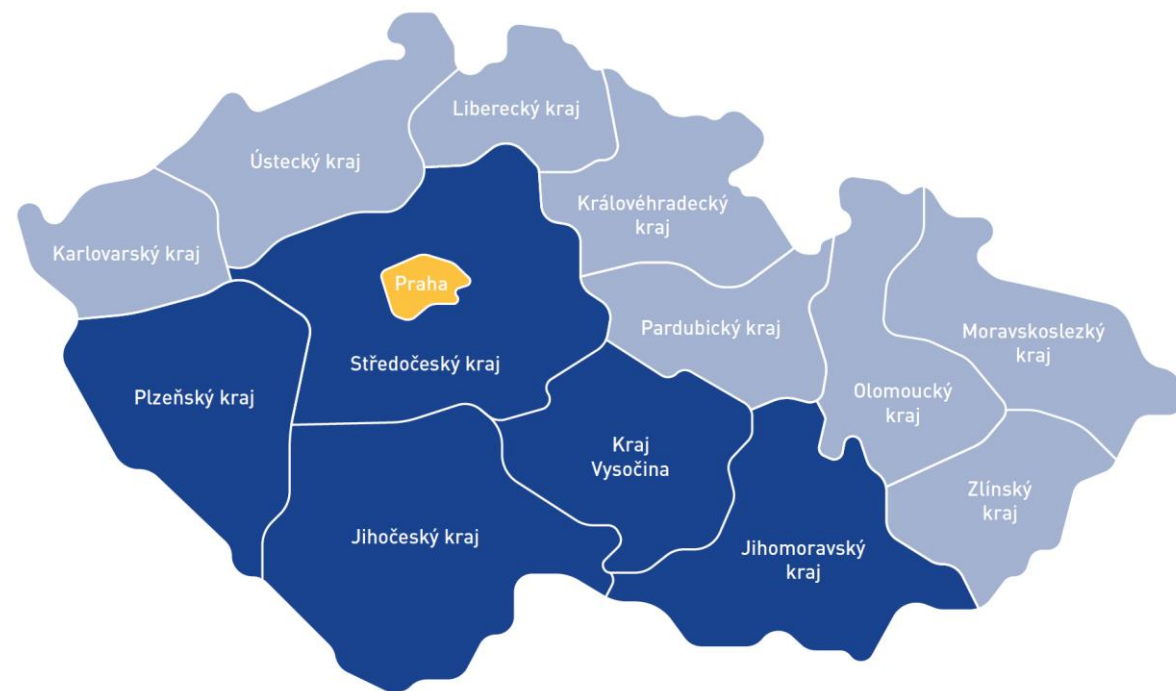 Liberecký kraj
Ústecký kraj
Královéhradecký
kraj
Karlovarský kraj
Praha
Pardubický kraj
Moravskoslezký
kraj
Středočeský kraj
Plzeňský kraj
Olomoucký
kraj
Kraj
Vysočina
Zlínský
kraj
Jihočeský kraj
Jihomoravský
kraj